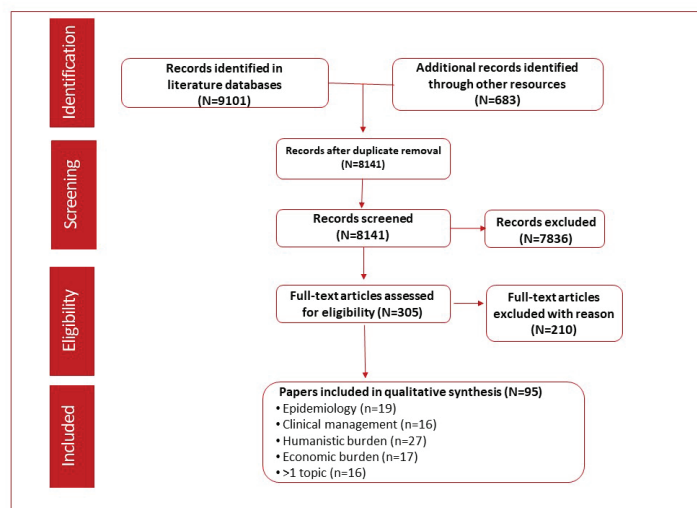 Identification
Records identified in
literature databases
(N=9101)
Additional records identified
through other resources
(N=683)
Screening
Records after duplicate removal
(N=8141)
Records screened
(N=8141)
Records excluded
(N=7836)
Eligibility
Full-text articles assessed
for eligibility (N=305)
Full-text articles
excluded with reason
(N=210)
Included
Papers included in qualitative synthesis (N=95)
• Epidemiology (n=19)
• Clinical management (n=16)
• Humanistic burden (n=27)
• Economic burden (n=17)
• >1 topic (n=16)